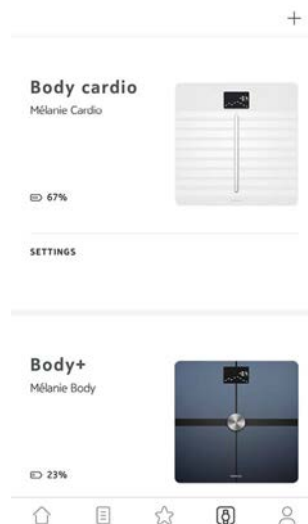 Body cardio
Mélanie Cardio
67%
SETTINGS
Body+
Mélanie Body
23%